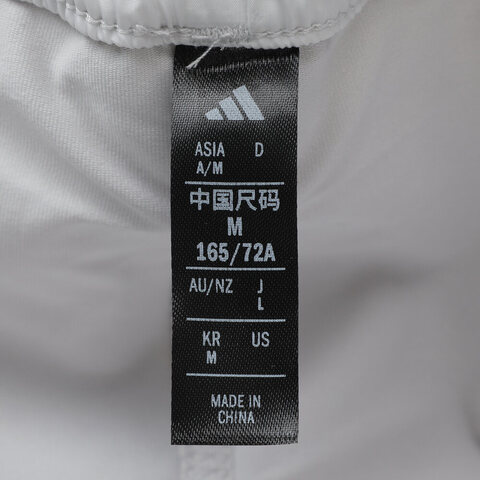 ASIA D
A/M
中国尺码
M
165/72A
AU/NZ J
L
KR US
M
MADE IN
CHINA